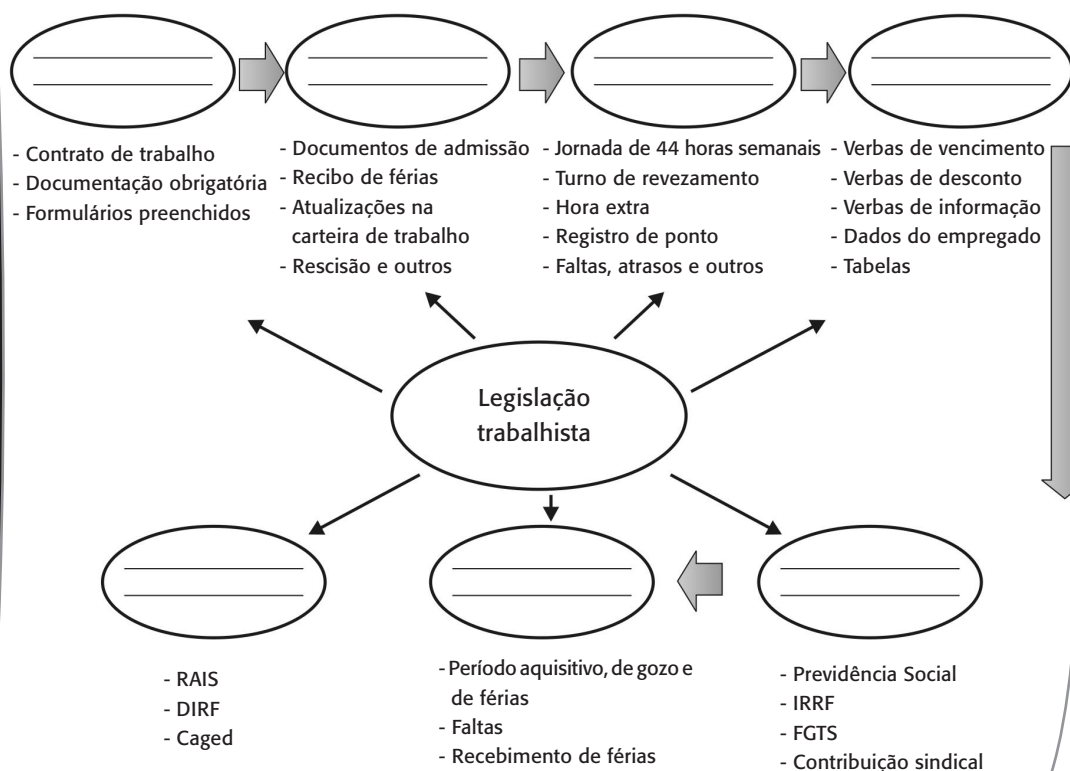 - Contrato de trabalho
- Documentação obrigatória
- Formulários preenchidos
- Documentos de admissão
- Recibo de férias
- Atualizações na
carteira de trabalho
- Rescisão e outros
- Jornada de 44 horas semanais
- Turno de revezamento
- Hora extra
- Registro de ponto
- Faltas, atrasos e outros
- Verbas de vencimento
- Verbas de desconto
- Verbas de informação
- Dados do empregado
- Tabelas
Legislação
trabalhista
- RAIS
- DIRF
- Caged
- Período aquisitivo, de gozo e
de férias
- Faltas
- Recebimento de férias
- Previdência Social
- IRRF
- FGTS
- Contribuição sindical